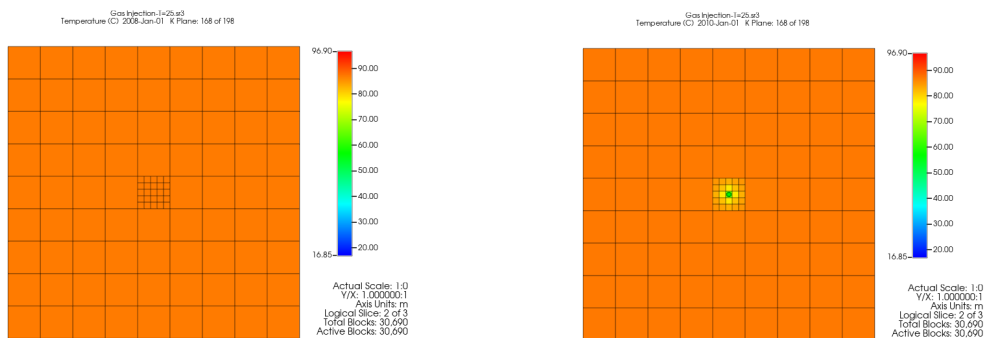 Gas Injection-T=25.sr3
Temperature (C) 2008-Jan-01 K Plane: 168 of 198
96.90
90.00
80.00
70.00
60.00
50.00
40.00
30.00
20.00
16.85
Actual Scale: 1:0
Y/X: 1.000000:1
Axis Units: m
Logical Slice: 2 of 3
Total Blocks: 30,690
Active Blocks: 30,690
Gas Injection-T=25.sr3
Temperature (C) 2010-Jan-01 K Plane: 168 of 198
96.90
90.00
80.00
70.00
60.00
50.00
40.00
30.00
20.00
16.85
Actual Scale: 1:0
Y/X: 1.000000:1
Axis Units: m
Logical Slice: 2 of 3
Total Blocks: 30,690
Active Blocks: 30,690